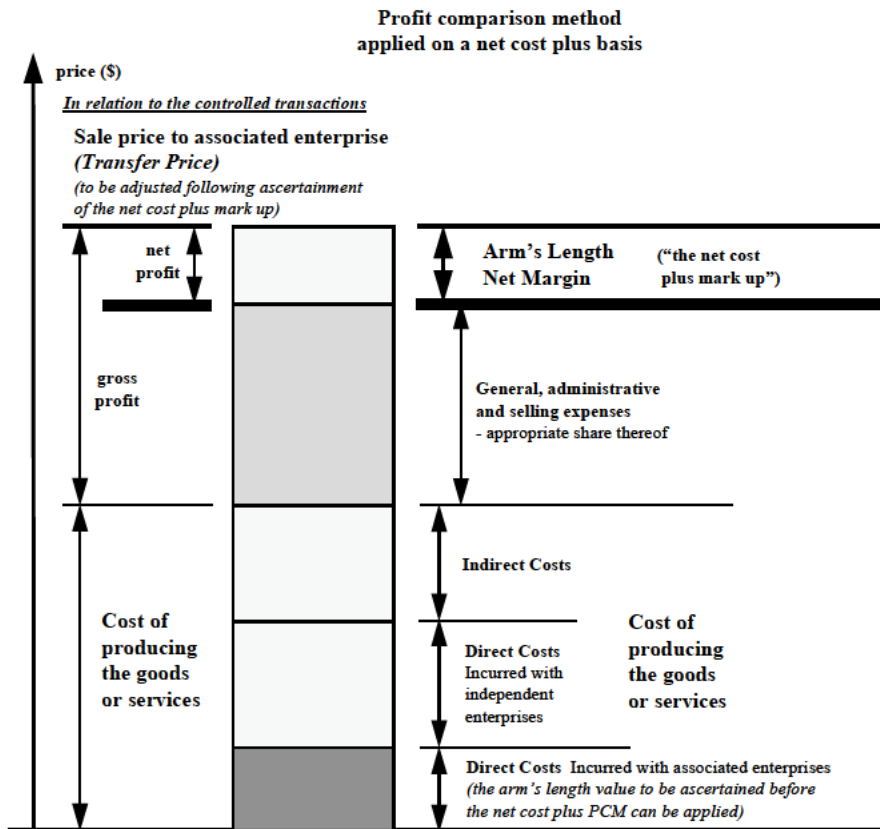 Profit comparison method
applied on a net cost plus basis
price ($)
In relation to the controlled transactions
Sale price to associated enterprise
(Transfer Price)
(to be adjusted following ascertainment
of the net cost plus mark up)
net
profit
Arm's Length
Net Margin
("the net cost
plus mark up")
gross
profit
General, administrative
and selling expenses
- appropriate share thereof
Indirect Costs
Cost of
producing
the goods
or services
Direct Costs
Incurred with
independent
enterprises
Cost of
producing
the goods
or services
Direct Costs Incurred with associated enterprises
(the arm's length value to be ascertained before
the net cost plus PCM can be applied)